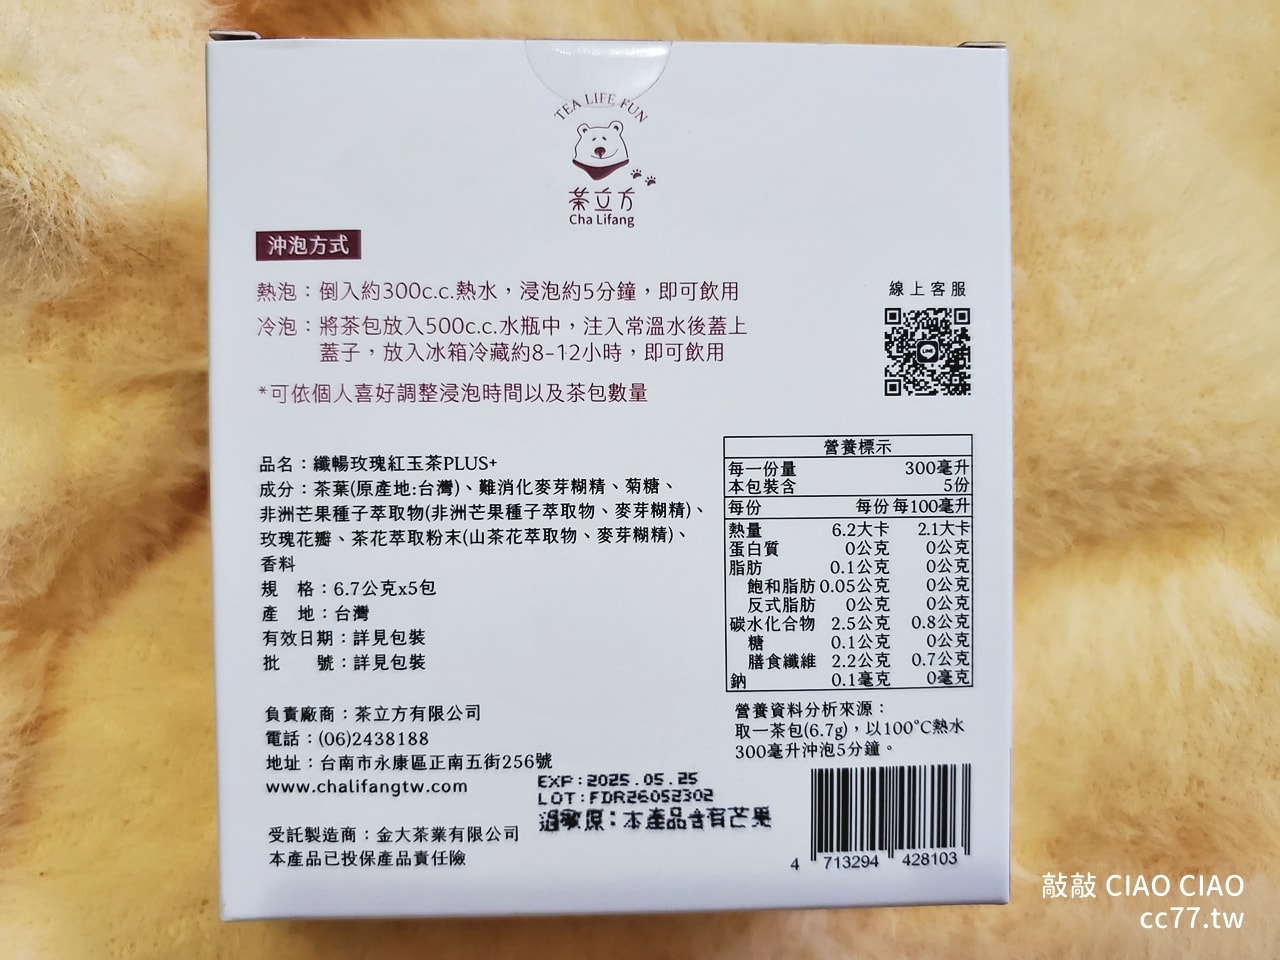 TEA LIFE FUN
茶立方
Cha Lifang
沖泡方式
熱泡：倒入約300c.c.熱水，浸泡約5分鐘，即可飲用
冷泡：將茶包放入500c.c.水瓶中，注入常溫水後蓋上
蓋子，放入冰箱冷藏約8-12小時，即可飲用
*可依個人喜好調整浸泡時間以及茶包數量
線上客服
LINE
品名：纖暢玫瑰紅玉茶PLUS+
成分：茶葉(原產地:台灣)、難消化麥芽糊精、菊糖、
非洲芒果種子萃取物(非洲芒果種子萃取物、麥芽糊精)、
玫瑰花瓣、茶花萃取粉末(山茶花萃取物、麥芽糊精)、
香料
規　格：6.7公克x5包
產　地：台灣
有效日期：詳見包裝
批　　號：詳見包裝
營養標示
每一份量 300毫升
本包裝含 5份
每份 每份 每100毫升
熱量 6.2大卡 2.1大卡
蛋白質 0公克 0公克
脂肪 0.1公克 0公克
飽和脂肪 0.05公克 0公克
反式脂肪 0公克 0公克
碳水化合物 2.5公克 0.8公克
糖 0.1公克 0公克
膳食纖維 2.2公克 0.7公克
鈉 0.1毫克 0毫克
營養資料分析來源：
取一茶包(6.7g)，以100°C熱水
300毫升沖泡5分鐘。
負責廠商：茶立方有限公司
電話：(06)2438188
地址：台南市永康區正南五街256號
www.chalifangtw.com
EXP:2025.05.25
LOT:FDR26052302
過敏原：本產品含有芒果
受託製造商：金大茶業有限公司
本產品已投保產品責任險
4 713294 428103
敲敲 CIAO CIAO
cc77.tw